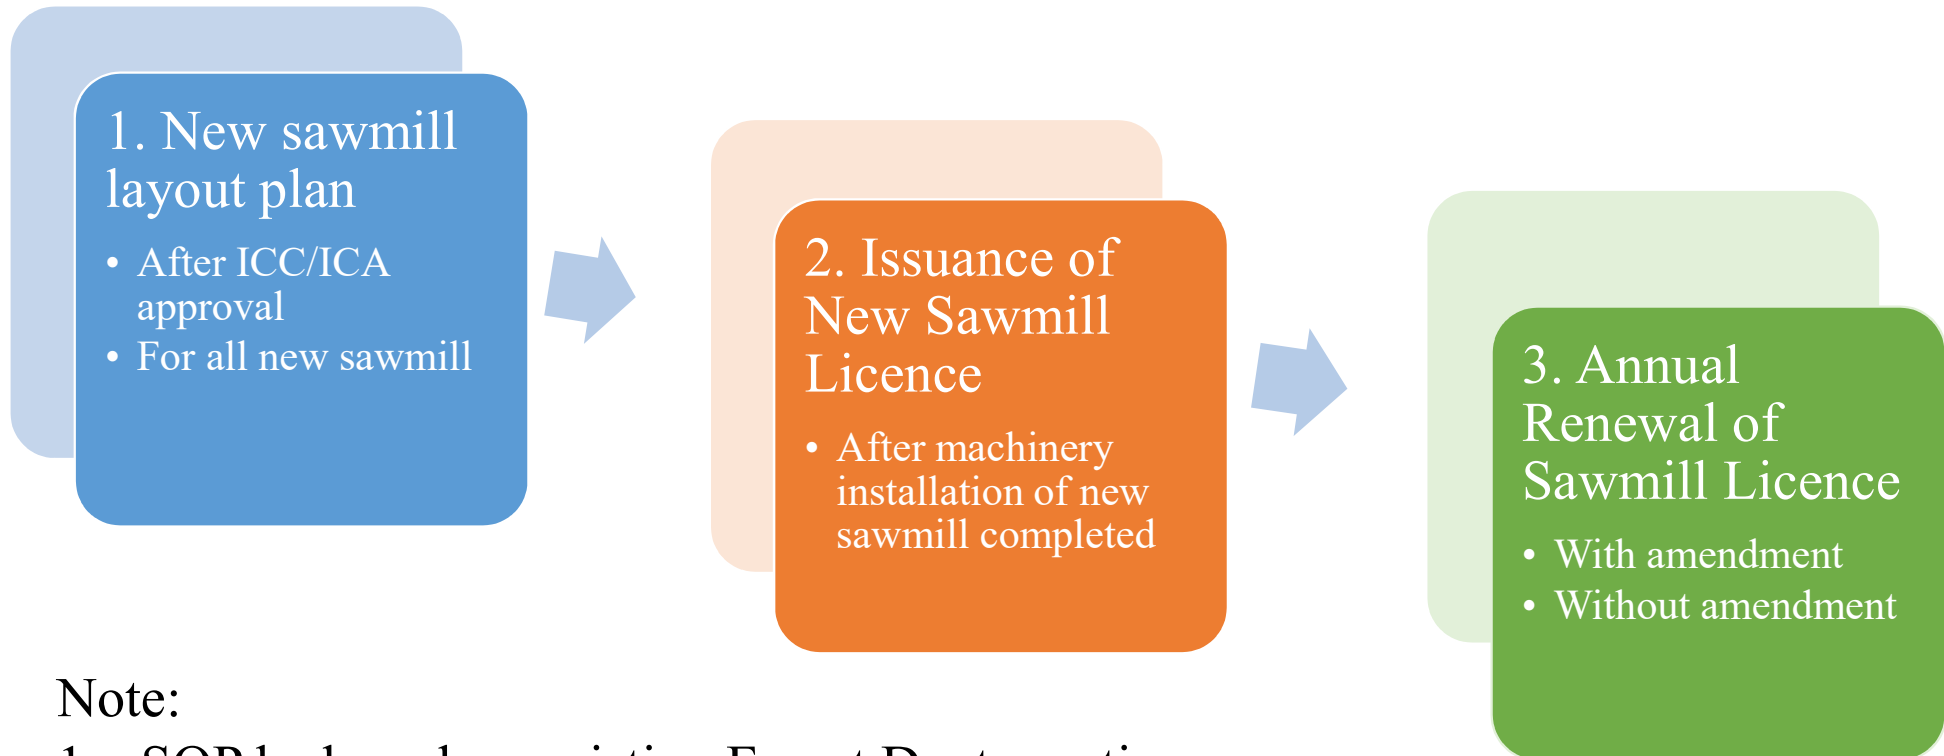 1. New sawmill
layout plan
• After ICC/ICA
approval
• For all new sawmill
2. Issuance of
New Sawmill
Licence
• After machinery
installation of new
sawmill completed
3. Annual
Renewal of
Sawmill Licence
• With amendment
• Without amendment
Note: